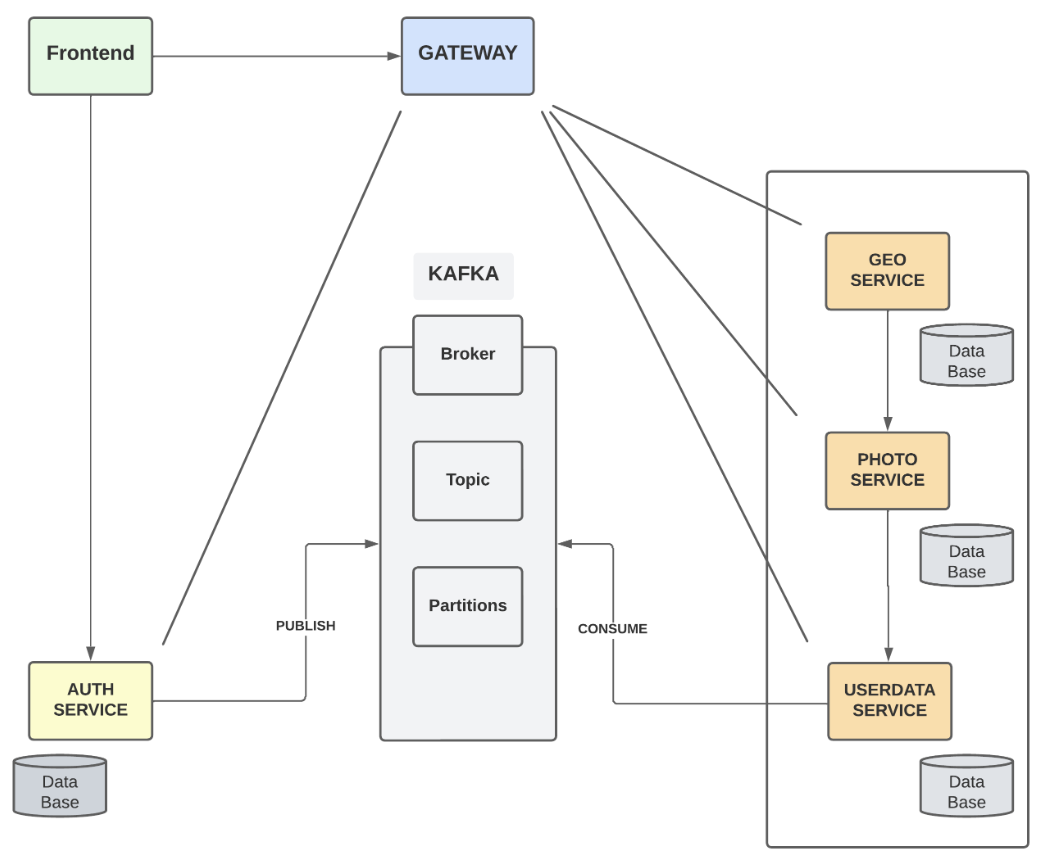 Frontend
GATEWAY
KAFKA
GEO
SERVICE
Broker
Data
Base
PHOTO
SERVICE
Topic
Data
Base
Partitions
PUBLISH
CONSUME
AUTH
SERVICE
USERDATA
SERVICE
Data
Base
Data
Base